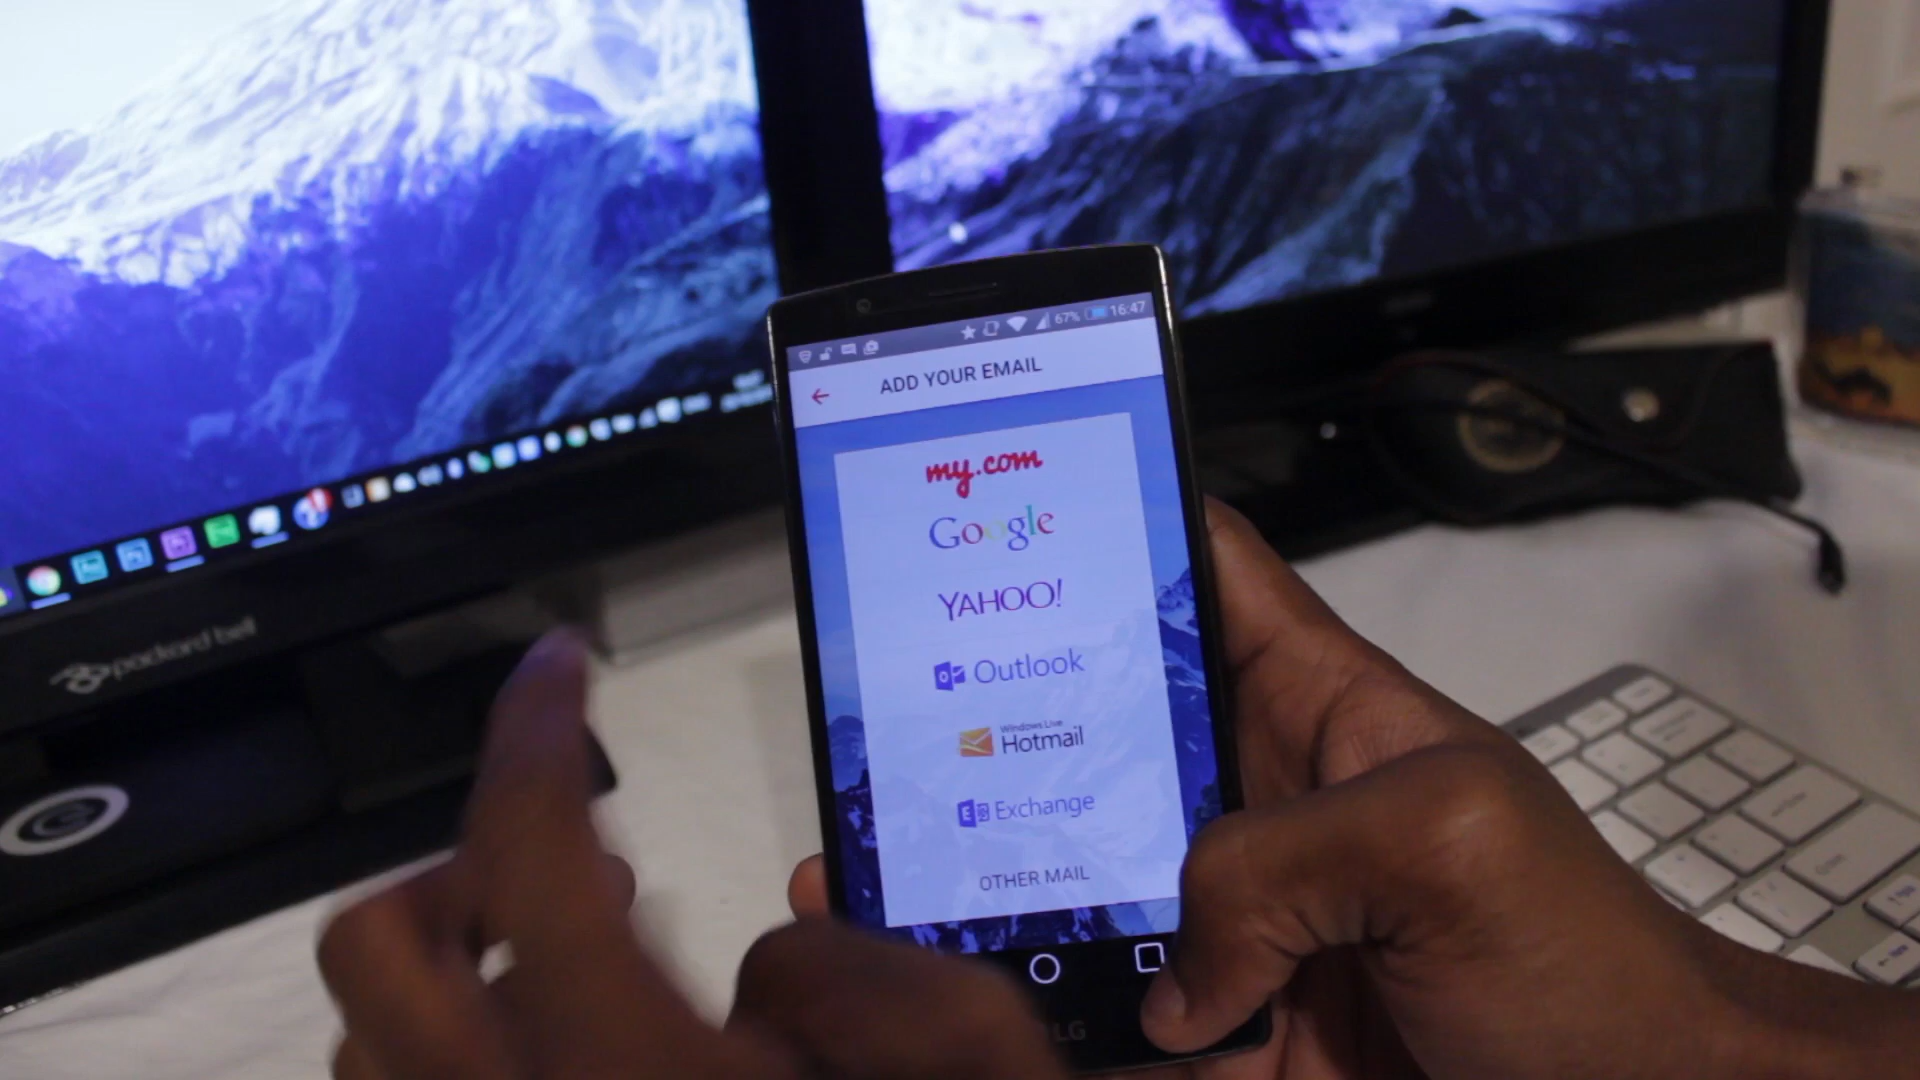 67% 16:47
ADD YOUR EMAIL
my.com
Google
YAHOO!
Outlook
Windows Live
Hotmail
Exchange
OTHER MAIL
LG
packard bell